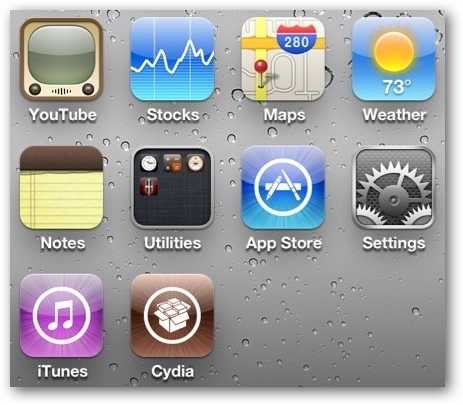 YouTube
Stocks
280
Maps
73°
Weather
Notes
Utilities
App Store
Settings
iTunes
Cydia